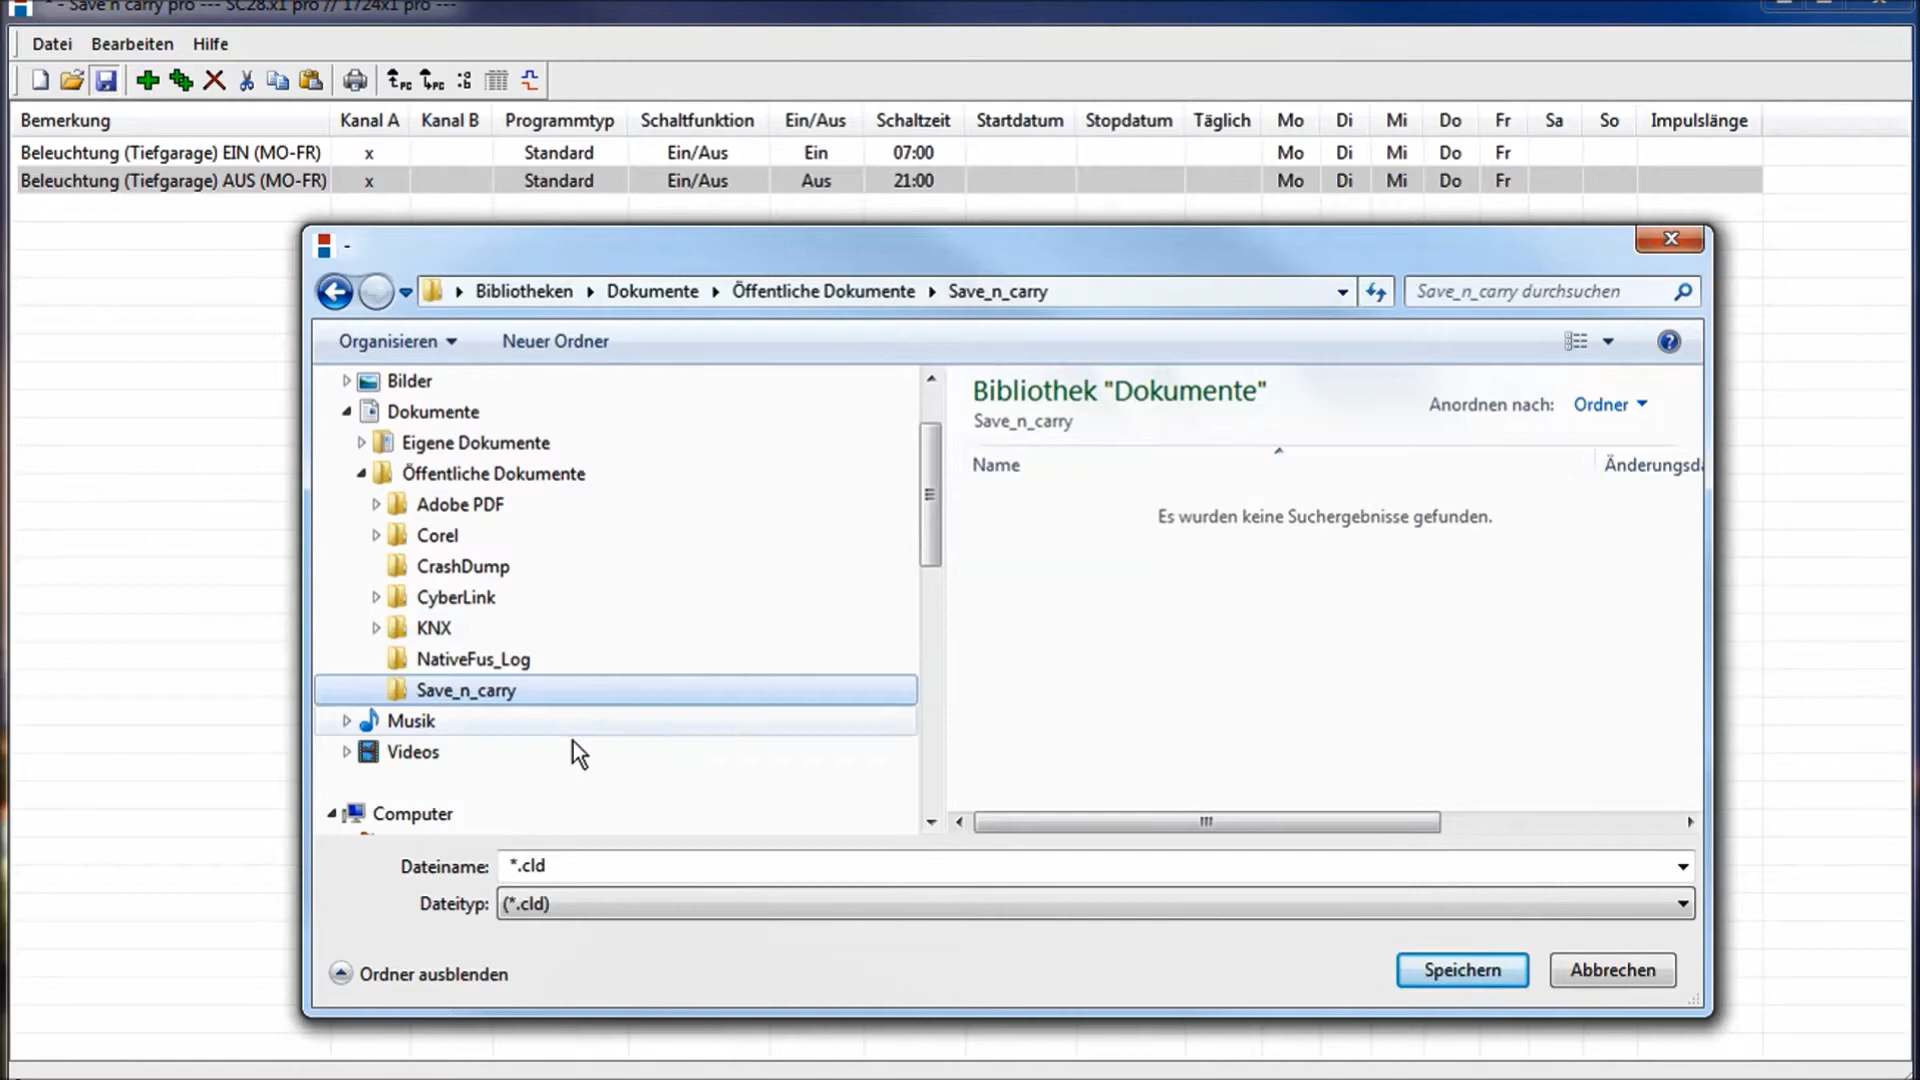 * - Save'n carry pro --- SC28.x1 pro // 1724x1 pro ---
Datei Bearbeiten Hilfe
Bemerkung Kanal A Kanal B Programmtyp Schaltfunktion Ein/Aus Schaltzeit Startdatum Stopdatum Täglich Mo Di Mi Do Fr Sa So Impulslänge
Beleuchtung (Tiefgarage) EIN (MO-FR) x Standard Ein/Aus Ein 07:00 Mo Di Mi Do Fr
Beleuchtung (Tiefgarage) AUS (MO-FR) x Standard Ein/Aus Aus 21:00 Mo Di Mi Do Fr
-
Bibliotheken Dokumente Öffentliche Dokumente Save_n_carry Save_n_carry durchsuchen
Organisieren Neuer Ordner
Bilder
Dokumente
Eigene Dokumente
Öffentliche Dokumente
Adobe PDF
Corel
CrashDump
CyberLink
KNX
NativeFus_Log
Save_n_carry
Musik
Videos
Computer
Bibliothek "Dokumente"
Save_n_carry
Anordnen nach: Ordner
Name Änderungsda
Es wurden keine Suchergebnisse gefunden.
Dateiname: *.cld
Dateityp: (*.cld)
Ordner ausblenden Speichern Abbrechen